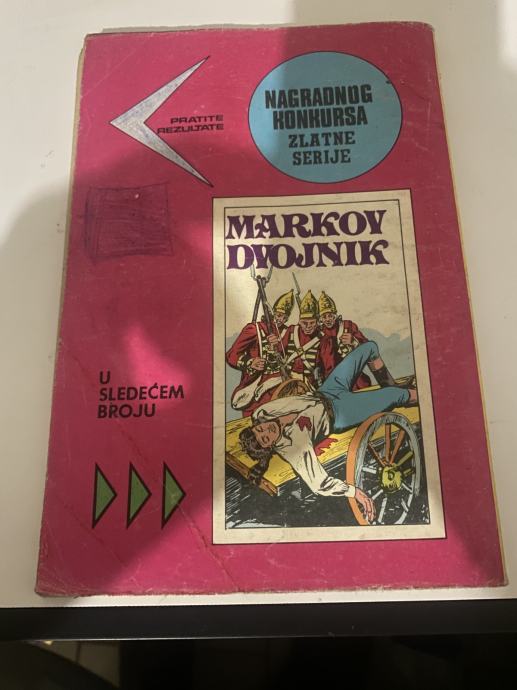 PRATITE
REZULTATE
NAGRADNOG
KONKURSA
ZLATNE
SERIJE
MARKOV
DVOJNIK
U
SLEDEĆEM
BROJU